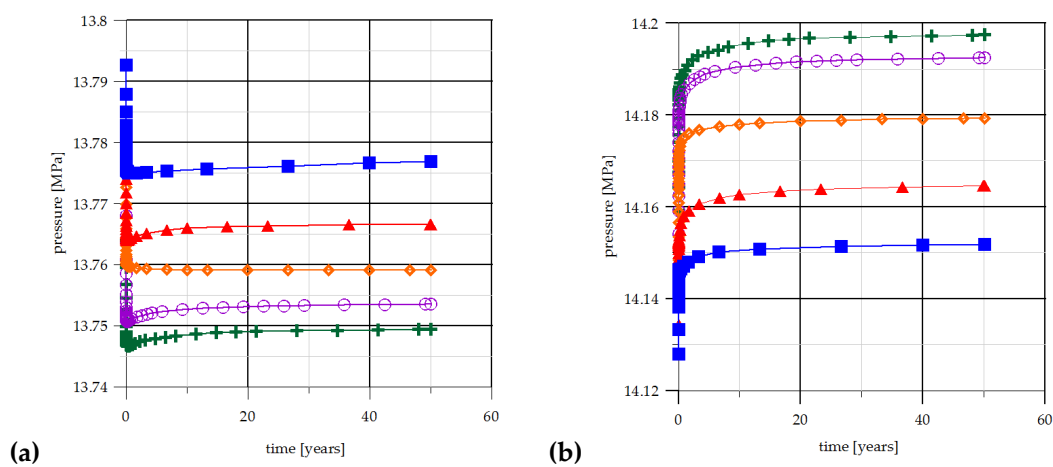 13.8
13.79
13.78
13.77
13.76
13.75
13.74
pressure [MPa]
0 20 40 60
time [years]
(a)
14.2
14.18
14.16
14.14
14.12
pressure [MPa]
0 20 40 60
time [years]
(b)